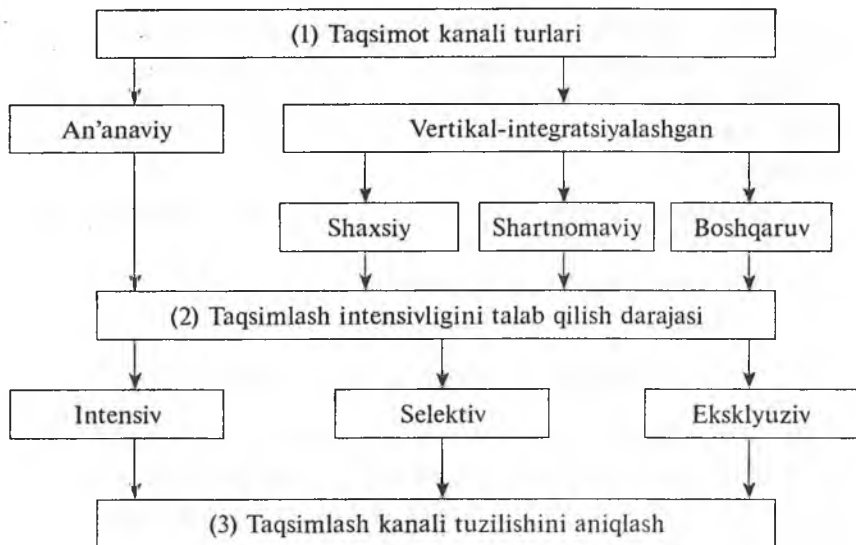 (1) Taqsimot kanali turlari
An'anaviy
Vertikal-integratsiyalashgan
Shaxsiy
Shartnomaviy
Boshqaruv
(2) Taqsimlash intensivligini talab qilish darajasi
Intensiv
Selektiv
Eksklyuziv
(3) Taqsimlash kanali tuzilishini aniqlash